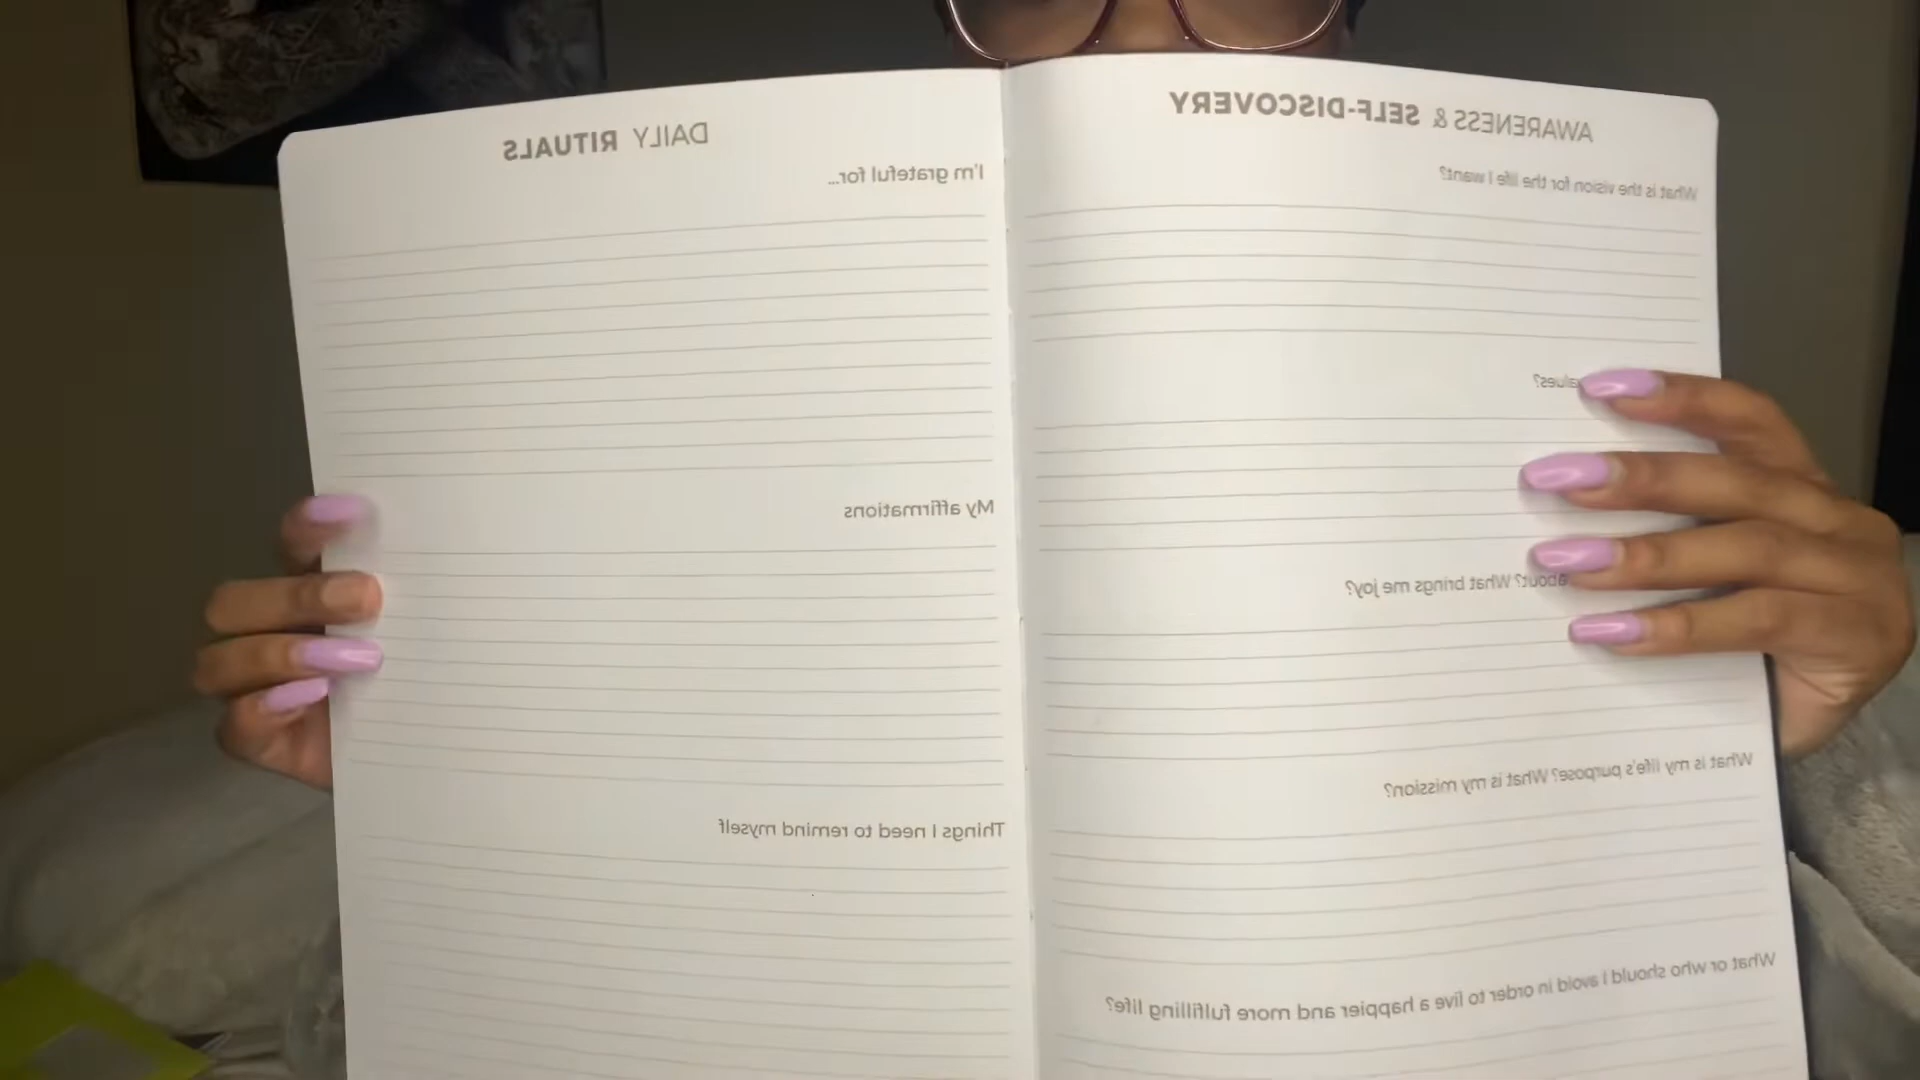 AWARENESS & SELF-DISCOVERY
What is the vision for the life I want?
values?
about? What brings me joy?
What is my life's purpose? What is my mission?
What or who should I avoid in order to live a happier and more fulfilling life?
DAILY RITUALS
I'm grateful for...
My affirmations
Things I need to remind myself